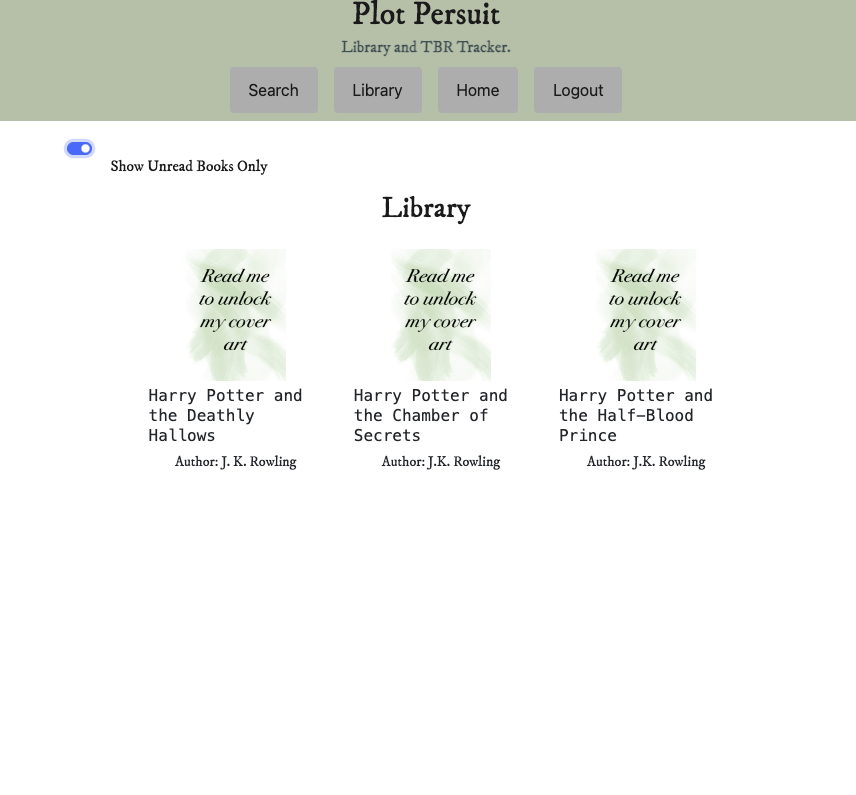 Plot Persuit
Library and TBR Tracker.
Search Library Home Logout
Show Unread Books Only
Library
Read me
to unlock
my cover
art
Harry Potter and
the Deathly
Hallows
Author: J. K. Rowling
Read me
to unlock
my cover
art
Harry Potter and
the Chamber of
Secrets
Author: J.K. Rowling
Read me
to unlock
my cover
art
Harry Potter and
the Half-Blood
Prince
Author: J.K. Rowling